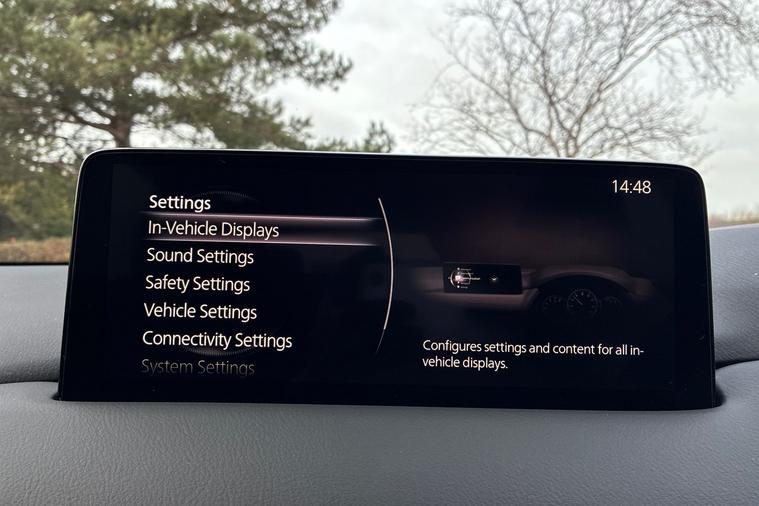 14:48
Settings
In-Vehicle Displays
Sound Settings
Safety Settings
Vehicle Settings
Connectivity Settings
System Settings
Configures settings and content for all in-
vehicle displays.